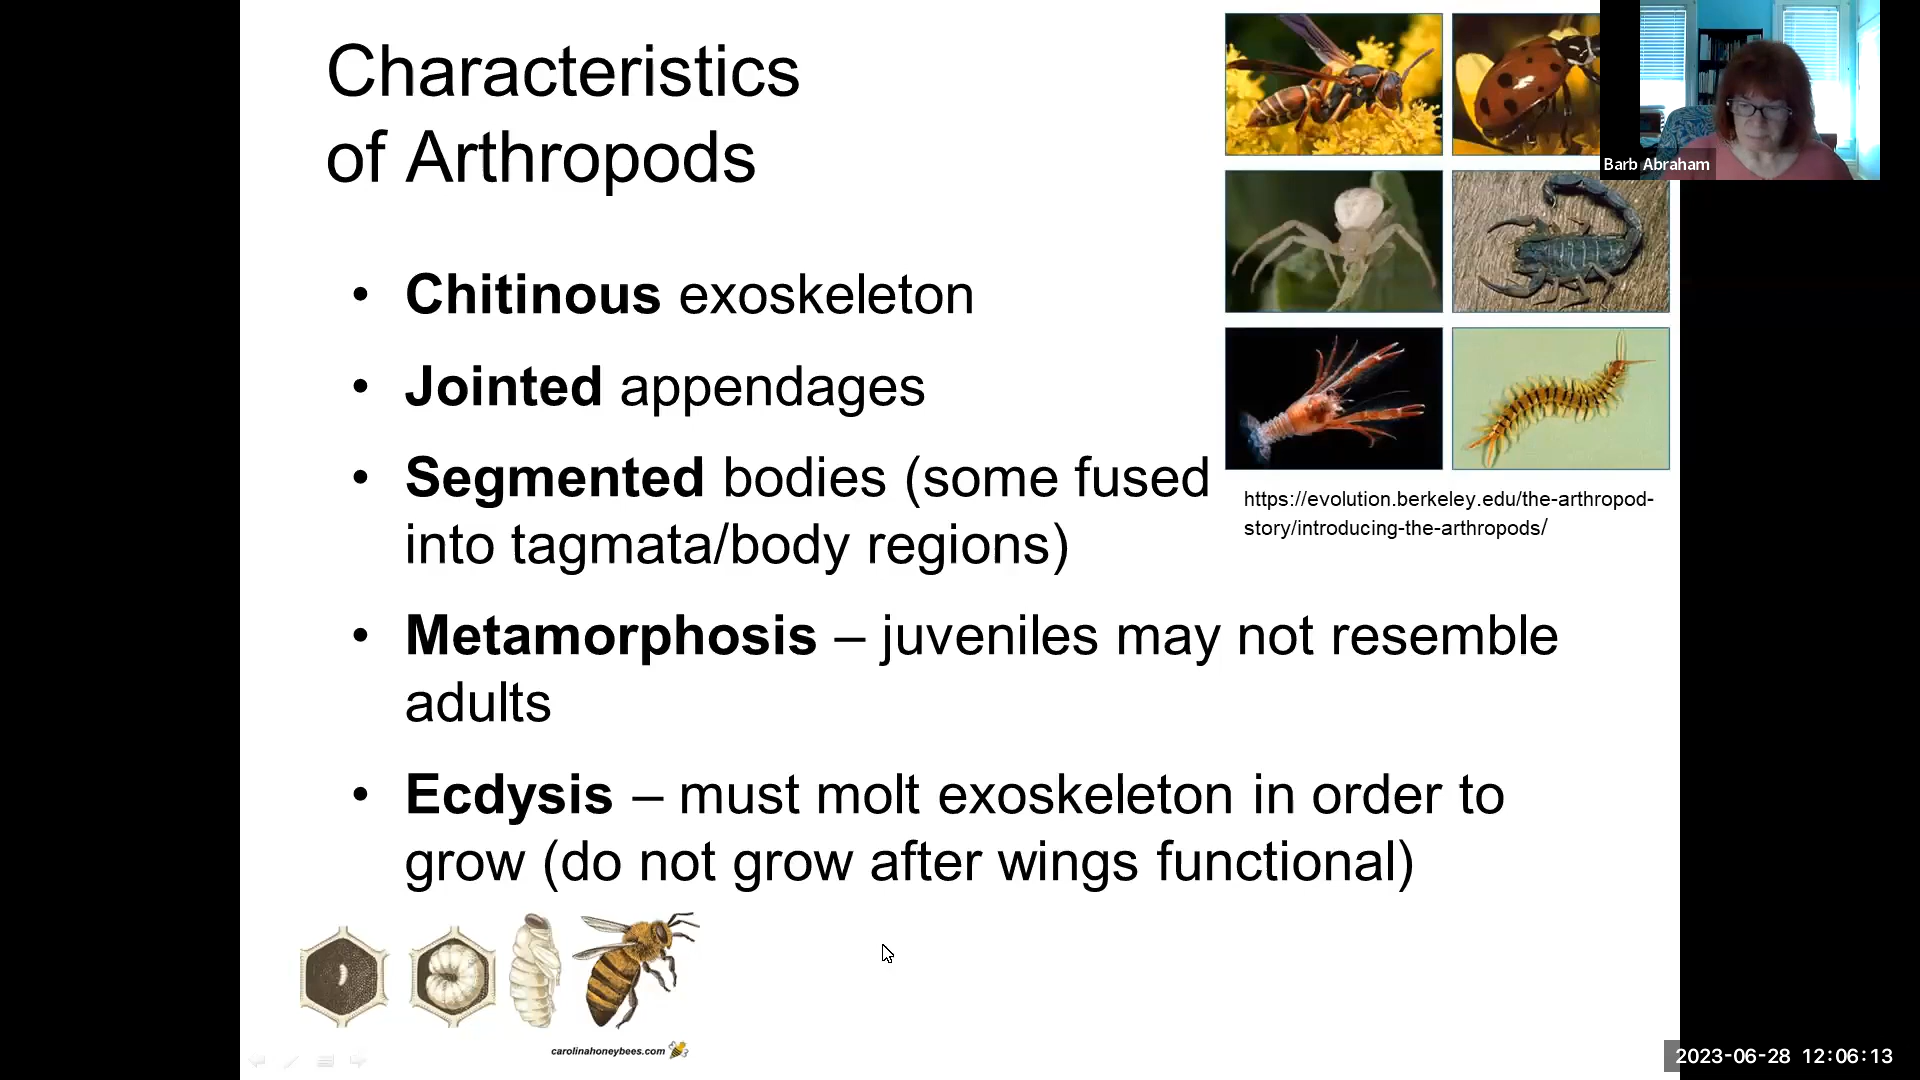 Characteristics
of Arthropods
• Chitinous exoskeleton
• Jointed appendages
• Segmented bodies (some fused
into tagmata/body regions)
• Metamorphosis – juveniles may not resemble
adults
• Ecdysis – must molt exoskeleton in order to
grow (do not grow after wings functional)
https://evolution.berkeley.edu/the-arthropod-
story/introducing-the-arthropods/
Barb Abraham
carolinahoneybees.com
2023-06-28 12:06:13